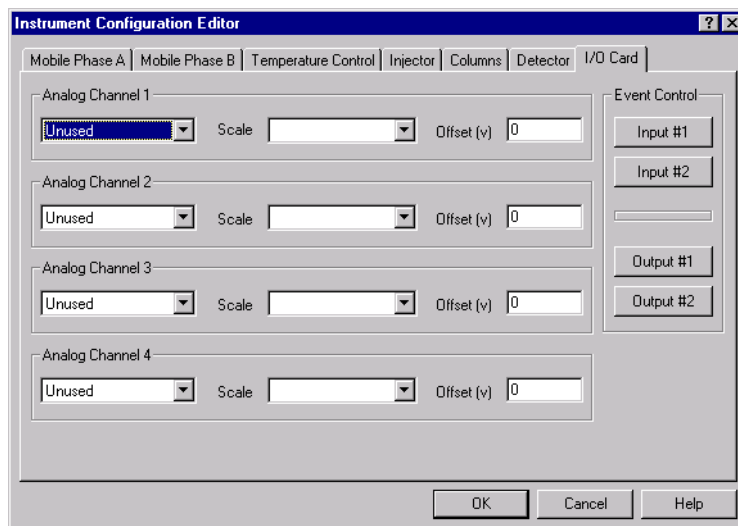 Instrument Configuration Editor
Mobile Phase A Mobile Phase B Temperature Control Injector Columns Detector I/O Card
Analog Channel 1
Unused Scale Offset (v) 0
Analog Channel 2
Unused Scale Offset (v) 0
Analog Channel 3
Unused Scale Offset (v) 0
Analog Channel 4
Unused Scale Offset (v) 0
Event Control
Input #1
Input #2
Output #1
Output #2
OK Cancel Help